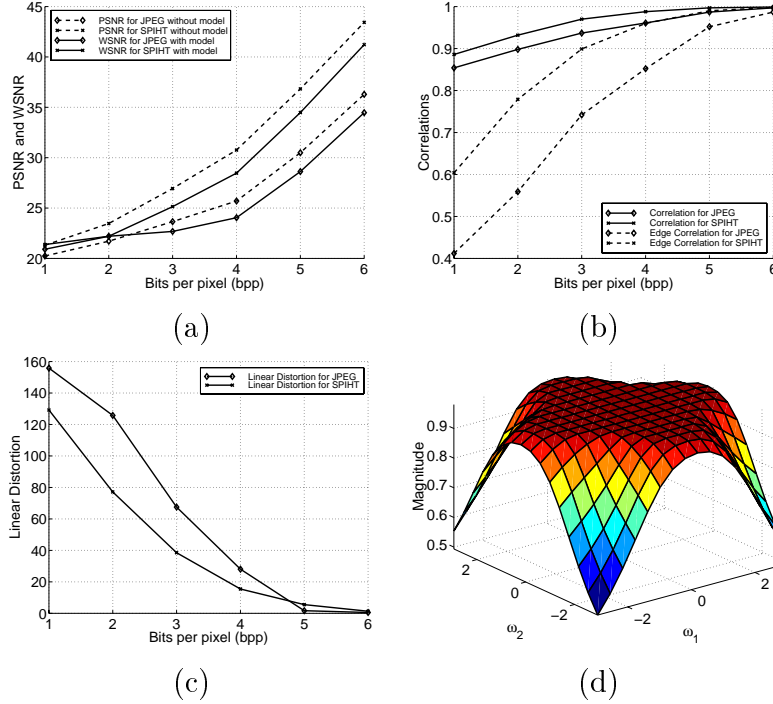 45
40
35
30
25
20
PSNR and WSNR
PSNR for JPEG without model
PSNR for SPIHT without model
WSNR for JPEG with model
WSNR for SPIHT with model
1 2 3 4 5 6
Bits per pixel (bpp)
(a)
1
0.9
0.8
0.7
0.6
0.5
0.4
Correlations
Correlation for JPEG
Correlation for SPIHT
Edge Correlation for JPEG
Edge Correlation for SPIHT
1 2 3 4 5 6
Bits per pixel (bpp)
(b)
160
140
120
100
80
60
40
20
0
Linear Distortion
Linear Distortion for JPEG
Linear Distortion for SPIHT
1 2 3 4 5 6
Bits per pixel (bpp)
(c)
0.9
0.8
0.7
0.6
0.5
Magnitude
2 0 −2
ω2
−2 0 2
ω1
(d)